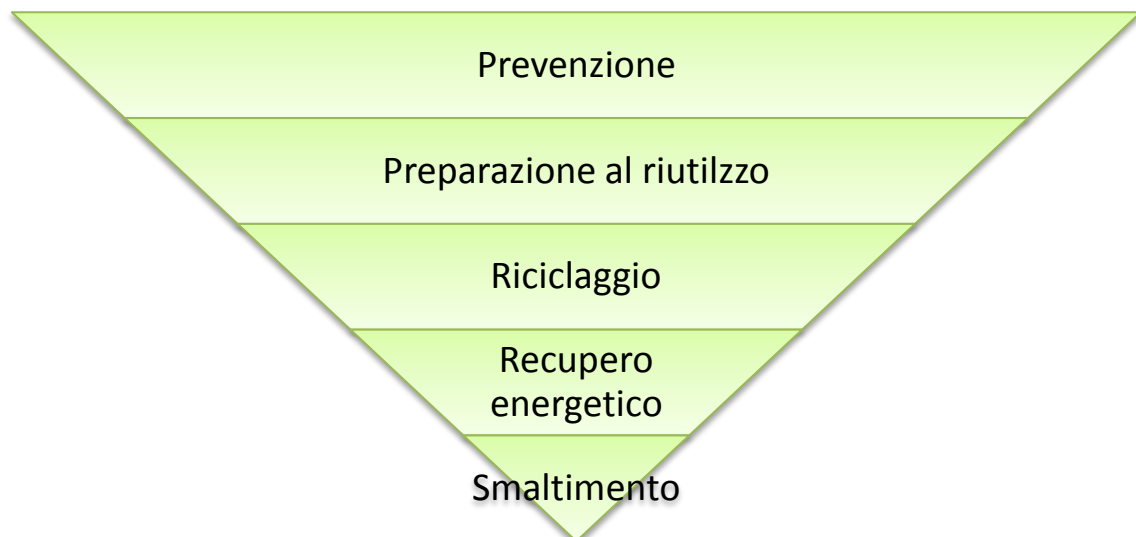 Prevenzione
Preparazione al riutilzzo
Riciclaggio
Recupero
energetico
Smaltimento